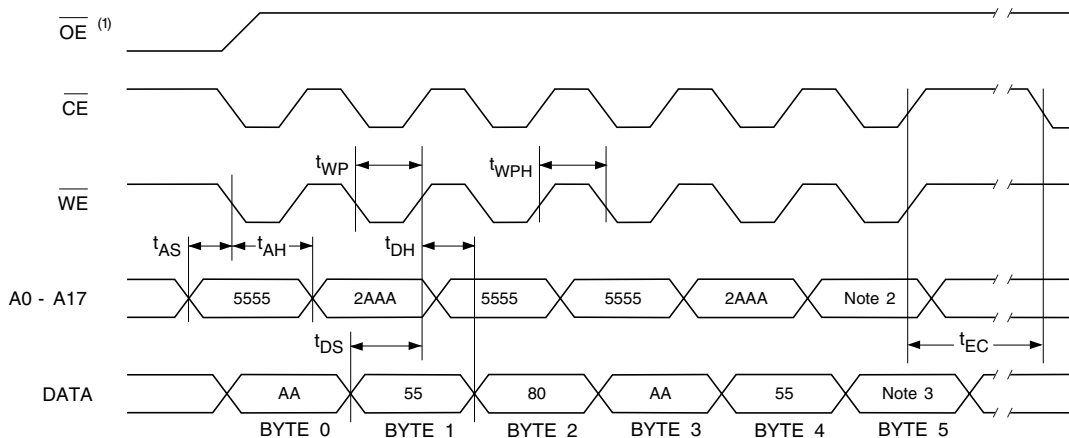 OE (1)
CE
tWP
tWPH
WE
tAS
tAH
tDH
A0 - A17
5555
2AAA
5555
5555
2AAA
Note 2
tDS
tEC
DATA
AA
55
80
AA
55
Note 3
BYTE 0
BYTE 1
BYTE 2
BYTE 3
BYTE 4
BYTE 5